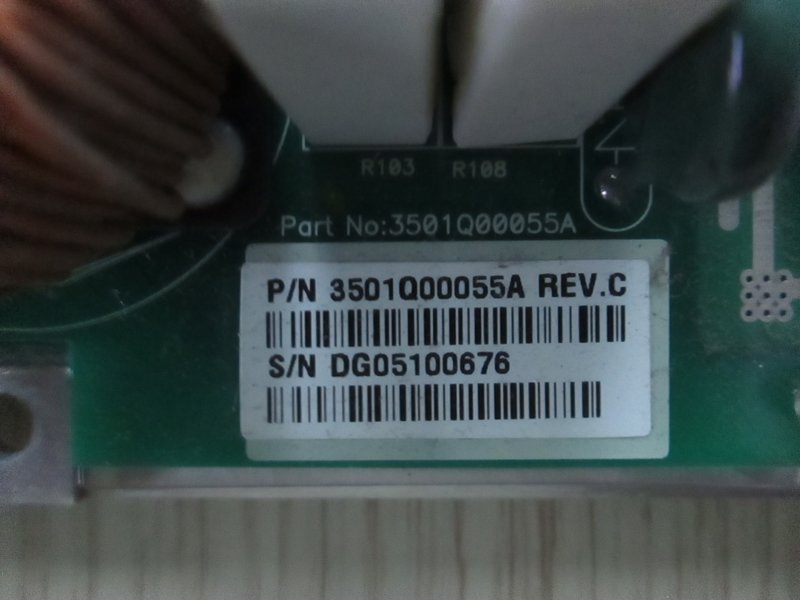 R103 R108
Part No:3501Q00055A
P/N 3501Q00055A REV.C
S/N DG05100676